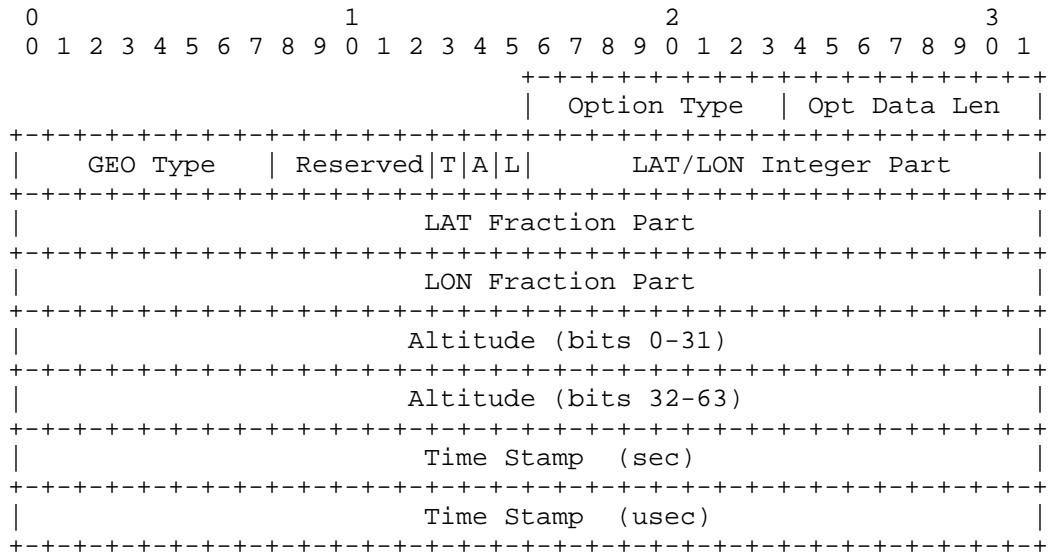 0                   1                   2                   3
 0 1 2 3 4 5 6 7 8 9 0 1 2 3 4 5 6 7 8 9 0 1 2 3 4 5 6 7 8 9 0 1
                                +-+-+-+-+-+-+-+-+-+-+-+-+-+-+-+-+
                                |  Option Type  | Opt Data Len  |
+-+-+-+-+-+-+-+-+-+-+-+-+-+-+-+-+-+-+-+-+-+-+-+-+-+-+-+-+-+-+-+-+
|    GEO Type   | Reserved|T|A|L|      LAT/LON Integer Part     |
+-+-+-+-+-+-+-+-+-+-+-+-+-+-+-+-+-+-+-+-+-+-+-+-+-+-+-+-+-+-+-+-+
|                         LAT Fraction Part                     |
+-+-+-+-+-+-+-+-+-+-+-+-+-+-+-+-+-+-+-+-+-+-+-+-+-+-+-+-+-+-+-+-+
|                         LON Fraction Part                     |
+-+-+-+-+-+-+-+-+-+-+-+-+-+-+-+-+-+-+-+-+-+-+-+-+-+-+-+-+-+-+-+-+
|                        Altitude (bits 0-31)                   |
+-+-+-+-+-+-+-+-+-+-+-+-+-+-+-+-+-+-+-+-+-+-+-+-+-+-+-+-+-+-+-+-+
|                        Altitude (bits 32-63)                  |
+-+-+-+-+-+-+-+-+-+-+-+-+-+-+-+-+-+-+-+-+-+-+-+-+-+-+-+-+-+-+-+-+
|                         Time Stamp  (sec)                     |
+-+-+-+-+-+-+-+-+-+-+-+-+-+-+-+-+-+-+-+-+-+-+-+-+-+-+-+-+-+-+-+-+
|                         Time Stamp  (usec)                    |
+-+-+-+-+-+-+-+-+-+-+-+-+-+-+-+-+-+-+-+-+-+-+-+-+-+-+-+-+-+-+-+-+